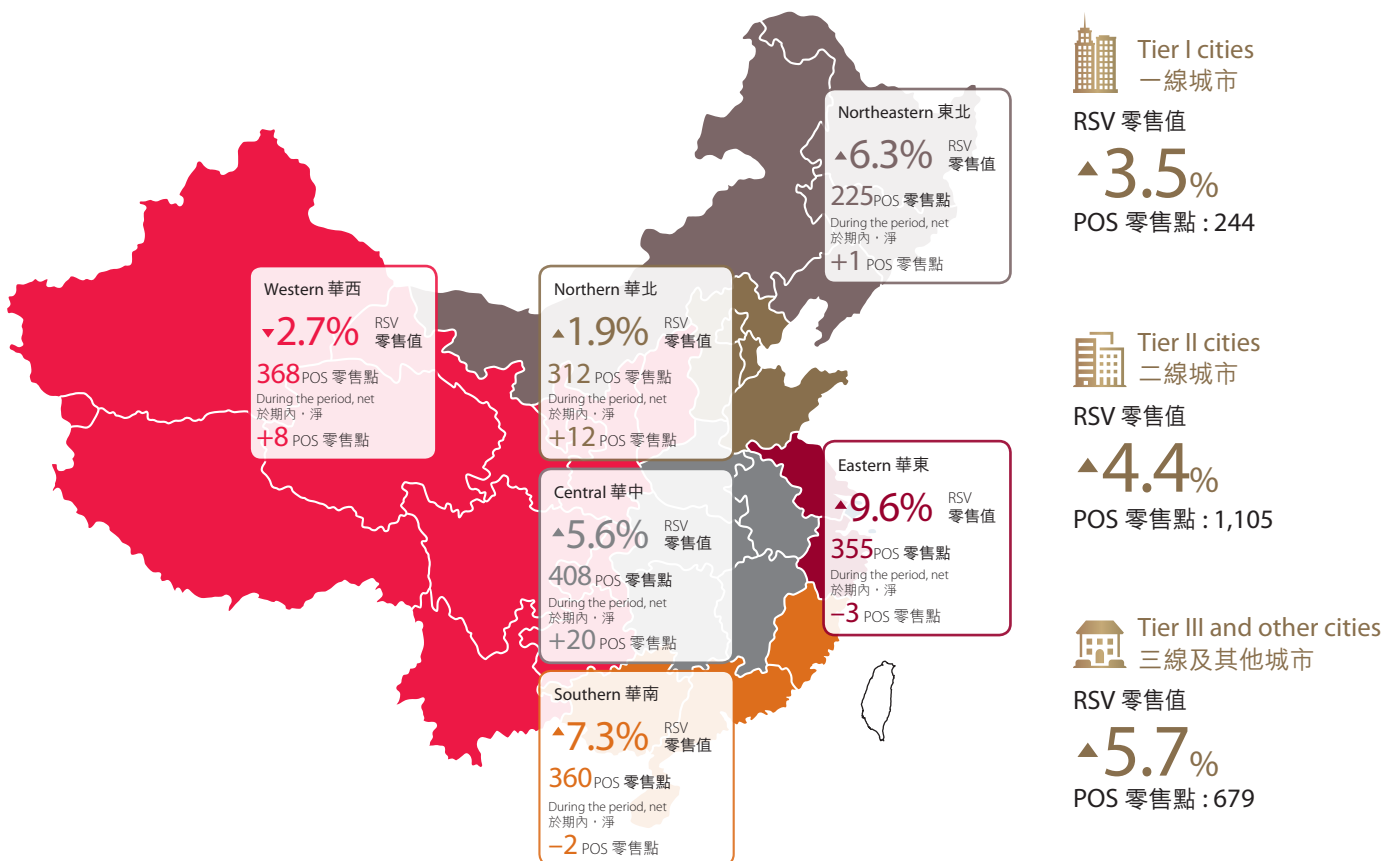 Northeastern 東北
▲6.3% RSV 零售值
225 POS 零售點
During the period, net
於期內，淨
+1 POS 零售點
Western 華西
▼2.7% RSV 零售值
368 POS 零售點
During the period, net
於期內，淨
+8 POS 零售點
Northern 華北
▲1.9% RSV 零售值
312 POS 零售點
During the period, net
於期內，淨
+12 POS 零售點
Central 華中
▲5.6% RSV 零售值
408 POS 零售點
During the period, net
於期內，淨
+20 POS 零售點
Eastern 華東
▲9.6% RSV 零售值
355 POS 零售點
During the period, net
於期內，淨
−3 POS 零售點
Southern 華南
▲7.3% RSV 零售值
360 POS 零售點
During the period, net
於期內，淨
−2 POS 零售點
Tier I cities
一線城市
RSV 零售值
▲3.5%
POS 零售點 : 244
Tier II cities
二線城市
RSV 零售值
▲4.4%
POS 零售點 : 1,105
Tier III and other cities
三線及其他城市
RSV 零售值
▲5.7%
POS 零售點 : 679